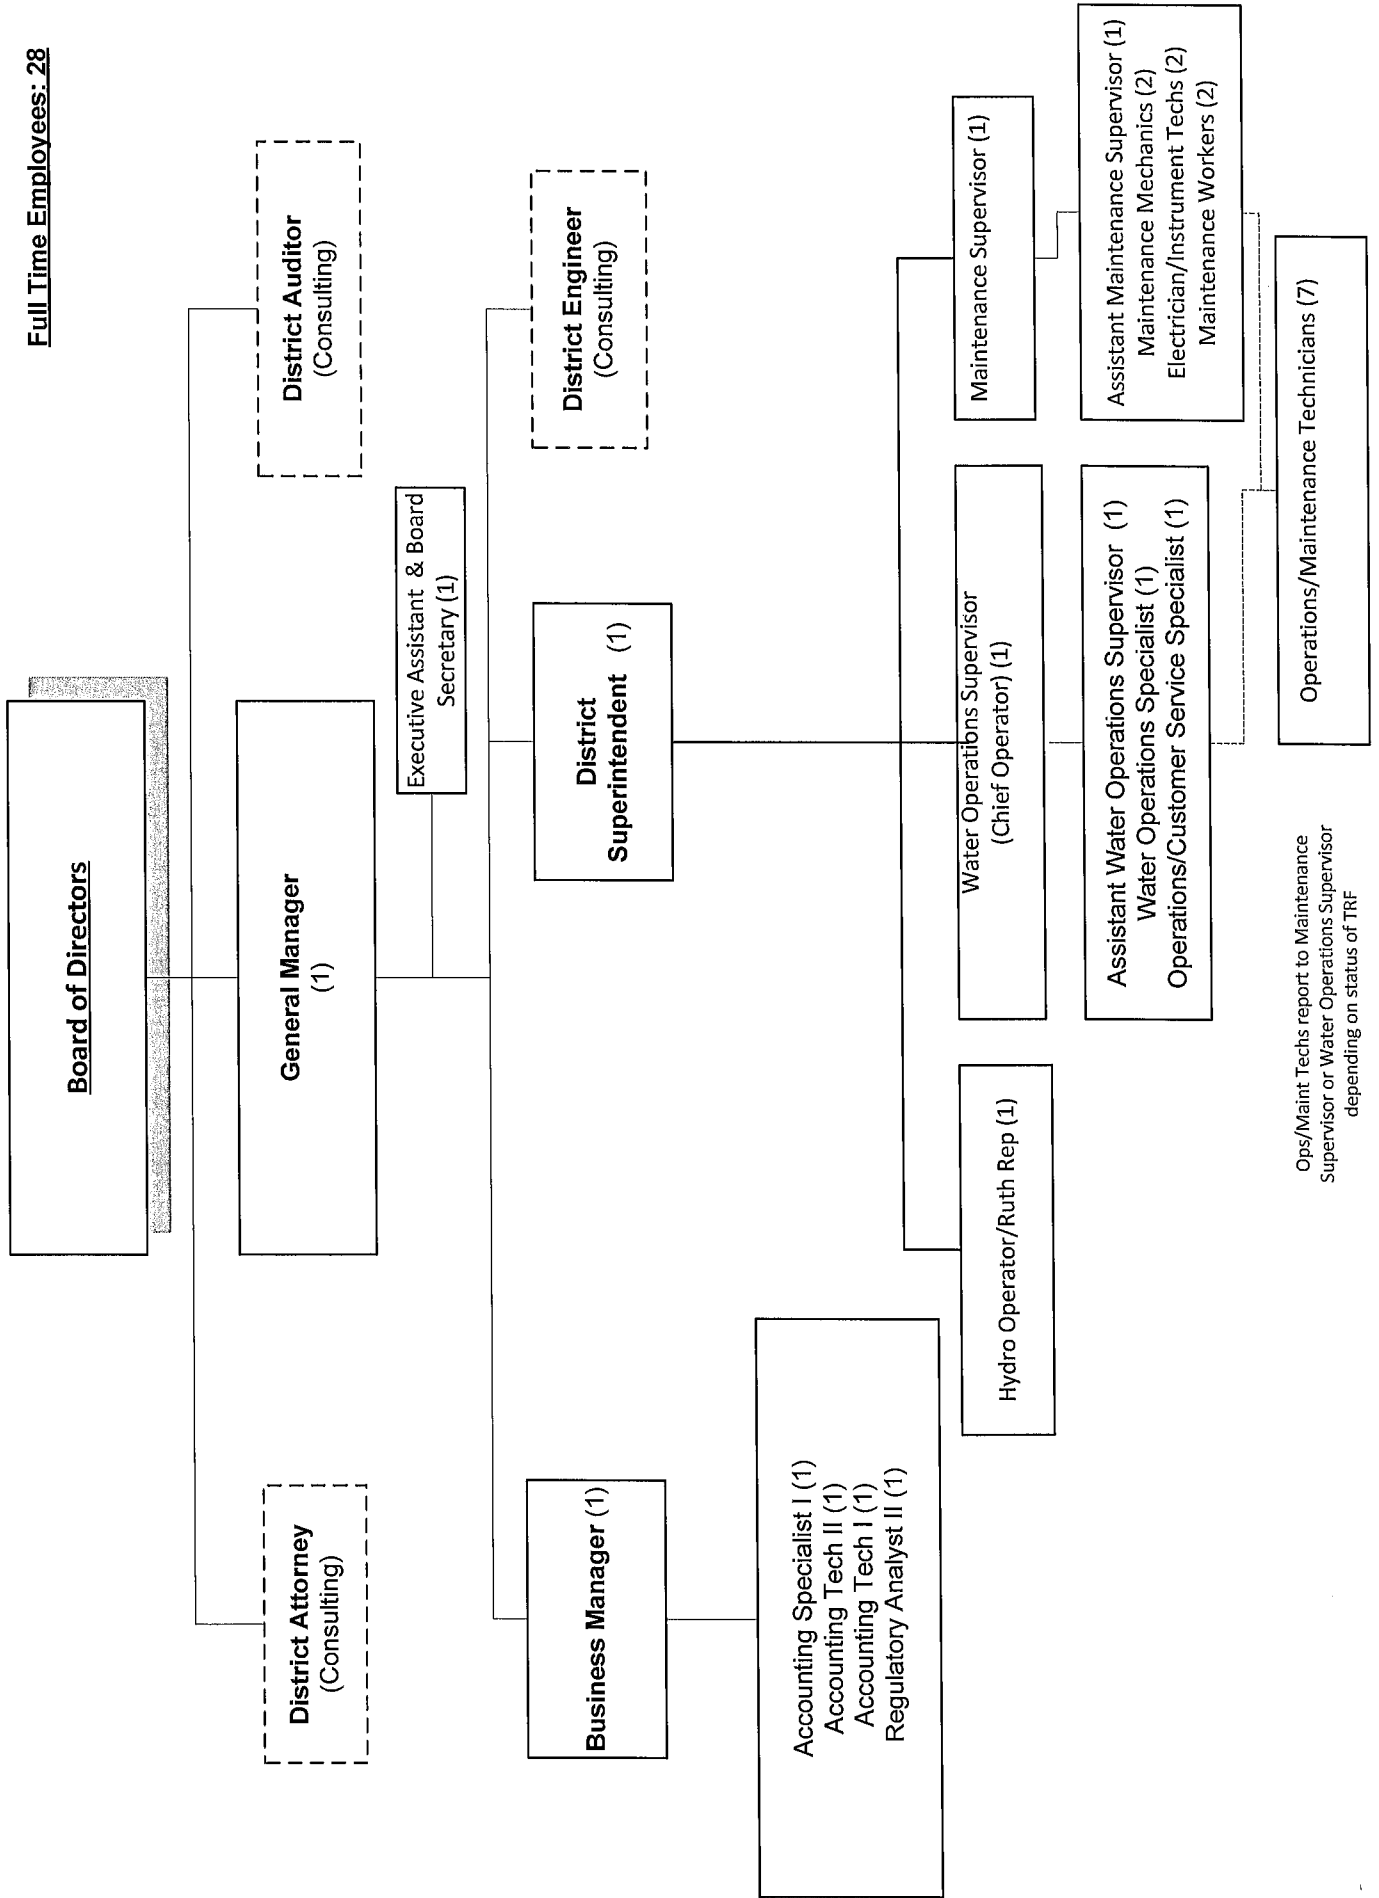 Full Time Employees: 28
Board of Directors
District Attorney
(Consulting)
General Manager
(1)
District Auditor
(Consulting)
Executive Assistant & Board
Secretary (1)
Business Manager (1)
District
Superintendent (1)
District Engineer
(Consulting)
Accounting Specialist I (1)
Accounting Tech II (1)
Accounting Tech I (1)
Regulatory Analyst II (1)
Hydro Operator/Ruth Rep (1)
Water Operations Supervisor
(Chief Operator) (1)
Maintenance Supervisor (1)
Assistant Water Operations Supervisor (1)
Water Operations Specialist (1)
Operations/Customer Service Specialist (1)
Assistant Maintenance Supervisor (1)
Maintenance Mechanics (2)
Electrician/Instrument Techs (2)
Maintenance Workers (2)
Operations/Maintenance Technicians (7)
Ops/Maint Techs report to Maintenance
Supervisor or Water Operations Supervisor
depending on status of TRF